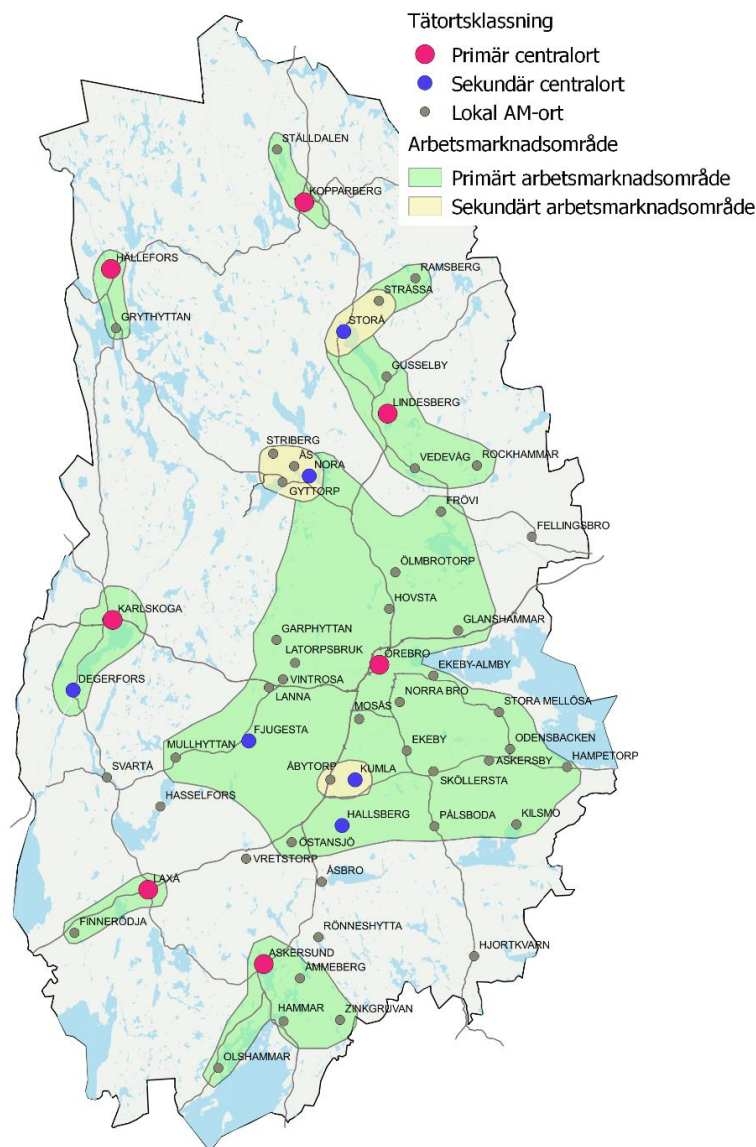 Tätortsklassning
Primär centralort
Sekundär centralort
Lokal AM-ort
Arbetsmarknadsområde
Primärt arbetsmarknadsområde
Sekundärt arbetsmarknadsområde
STÄLLDALEN
KOPPARBERG
HÄLLEFORS
RAMSBERG
STRÅSSA
GRYTHYTTAN
STORÅ
GUSSELBY
LINDESBERG
STRIBERG
ÅS
NORA
GYTTORP
VEDEVÅG
ROCKHAMMAR
FRÖVI
FELLINGSBRO
ÖLMBROTORP
HOVSTA
KARLSKOGA
GARPHYTTAN
GLANSHAMMAR
LATORPSBRUK
ÖREBRO
VINTROSA
EKEBY-ALMBY
DEGERFORS
LANNA
NORRA BRO
MOSÅS
STORA MELLÖSA
FJUGESTA
MULLHYTTAN
EKEBY
ODENSBACKEN
ASKERSBY
HAMPETORP
SVARTÅ
ÅBYTORP
KUMLA
SKÖLLERSTA
HASSELFORS
HALLSBERG
PÅLSBODA
KILSMO
ÖSTANSJÖ
VRETSTORP
LAXÅ
ÅSBRO
FINNERÖDJA
RÖNNESHYTTA
ASKERSUND
HJORTKVARN
ÅMMEBERG
HAMMAR
ZINKGRUVAN
OLSHAMMAR